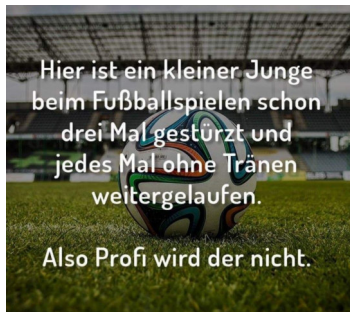 Hier ist ein kleiner Junge
beim Fußballspielen schon
drei Mal gestürzt und
jedes Mal ohne Tränen
weitergelaufen.
Also Profi wird der nicht.